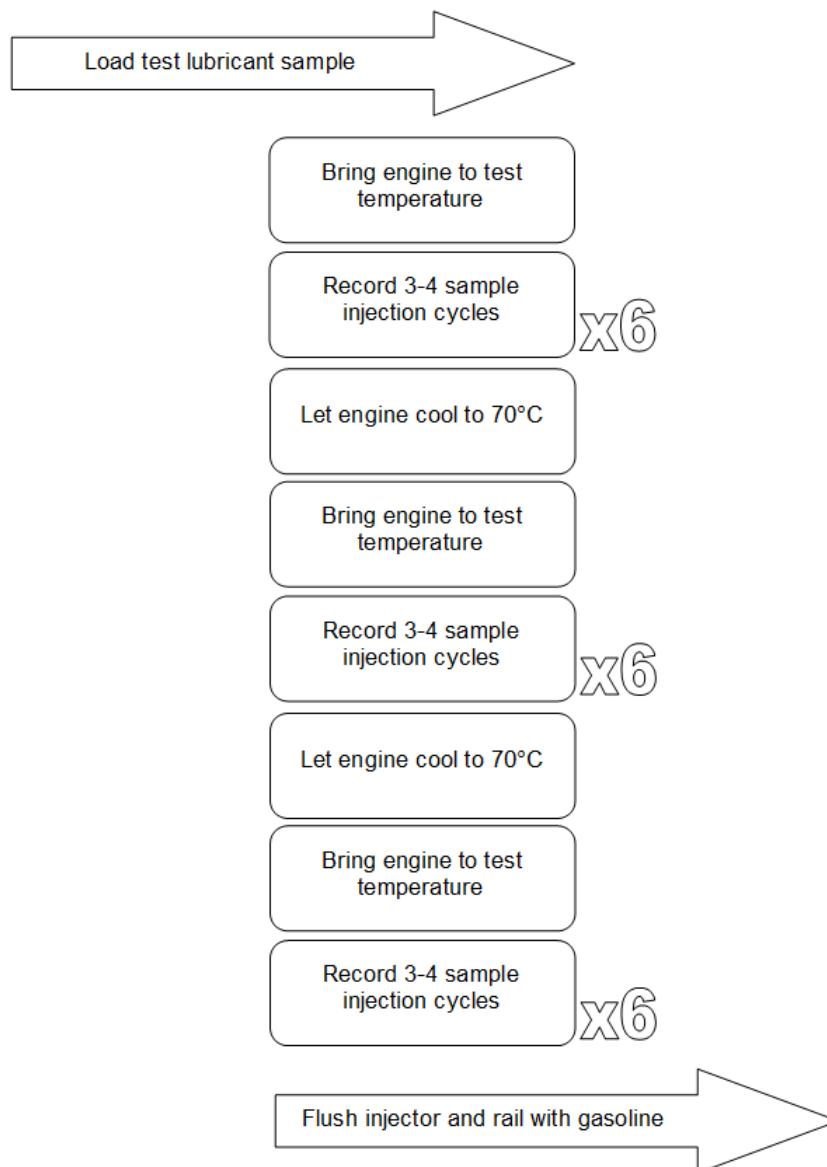 Load test lubricant sample
Bring engine to test
temperature
Record 3-4 sample
injection cycles
x6
Let engine cool to 70°C
Bring engine to test
temperature
Record 3-4 sample
injection cycles
x6
Let engine cool to 70°C
Bring engine to test
temperature
Record 3-4 sample
injection cycles
x6
Flush injector and rail with gasoline